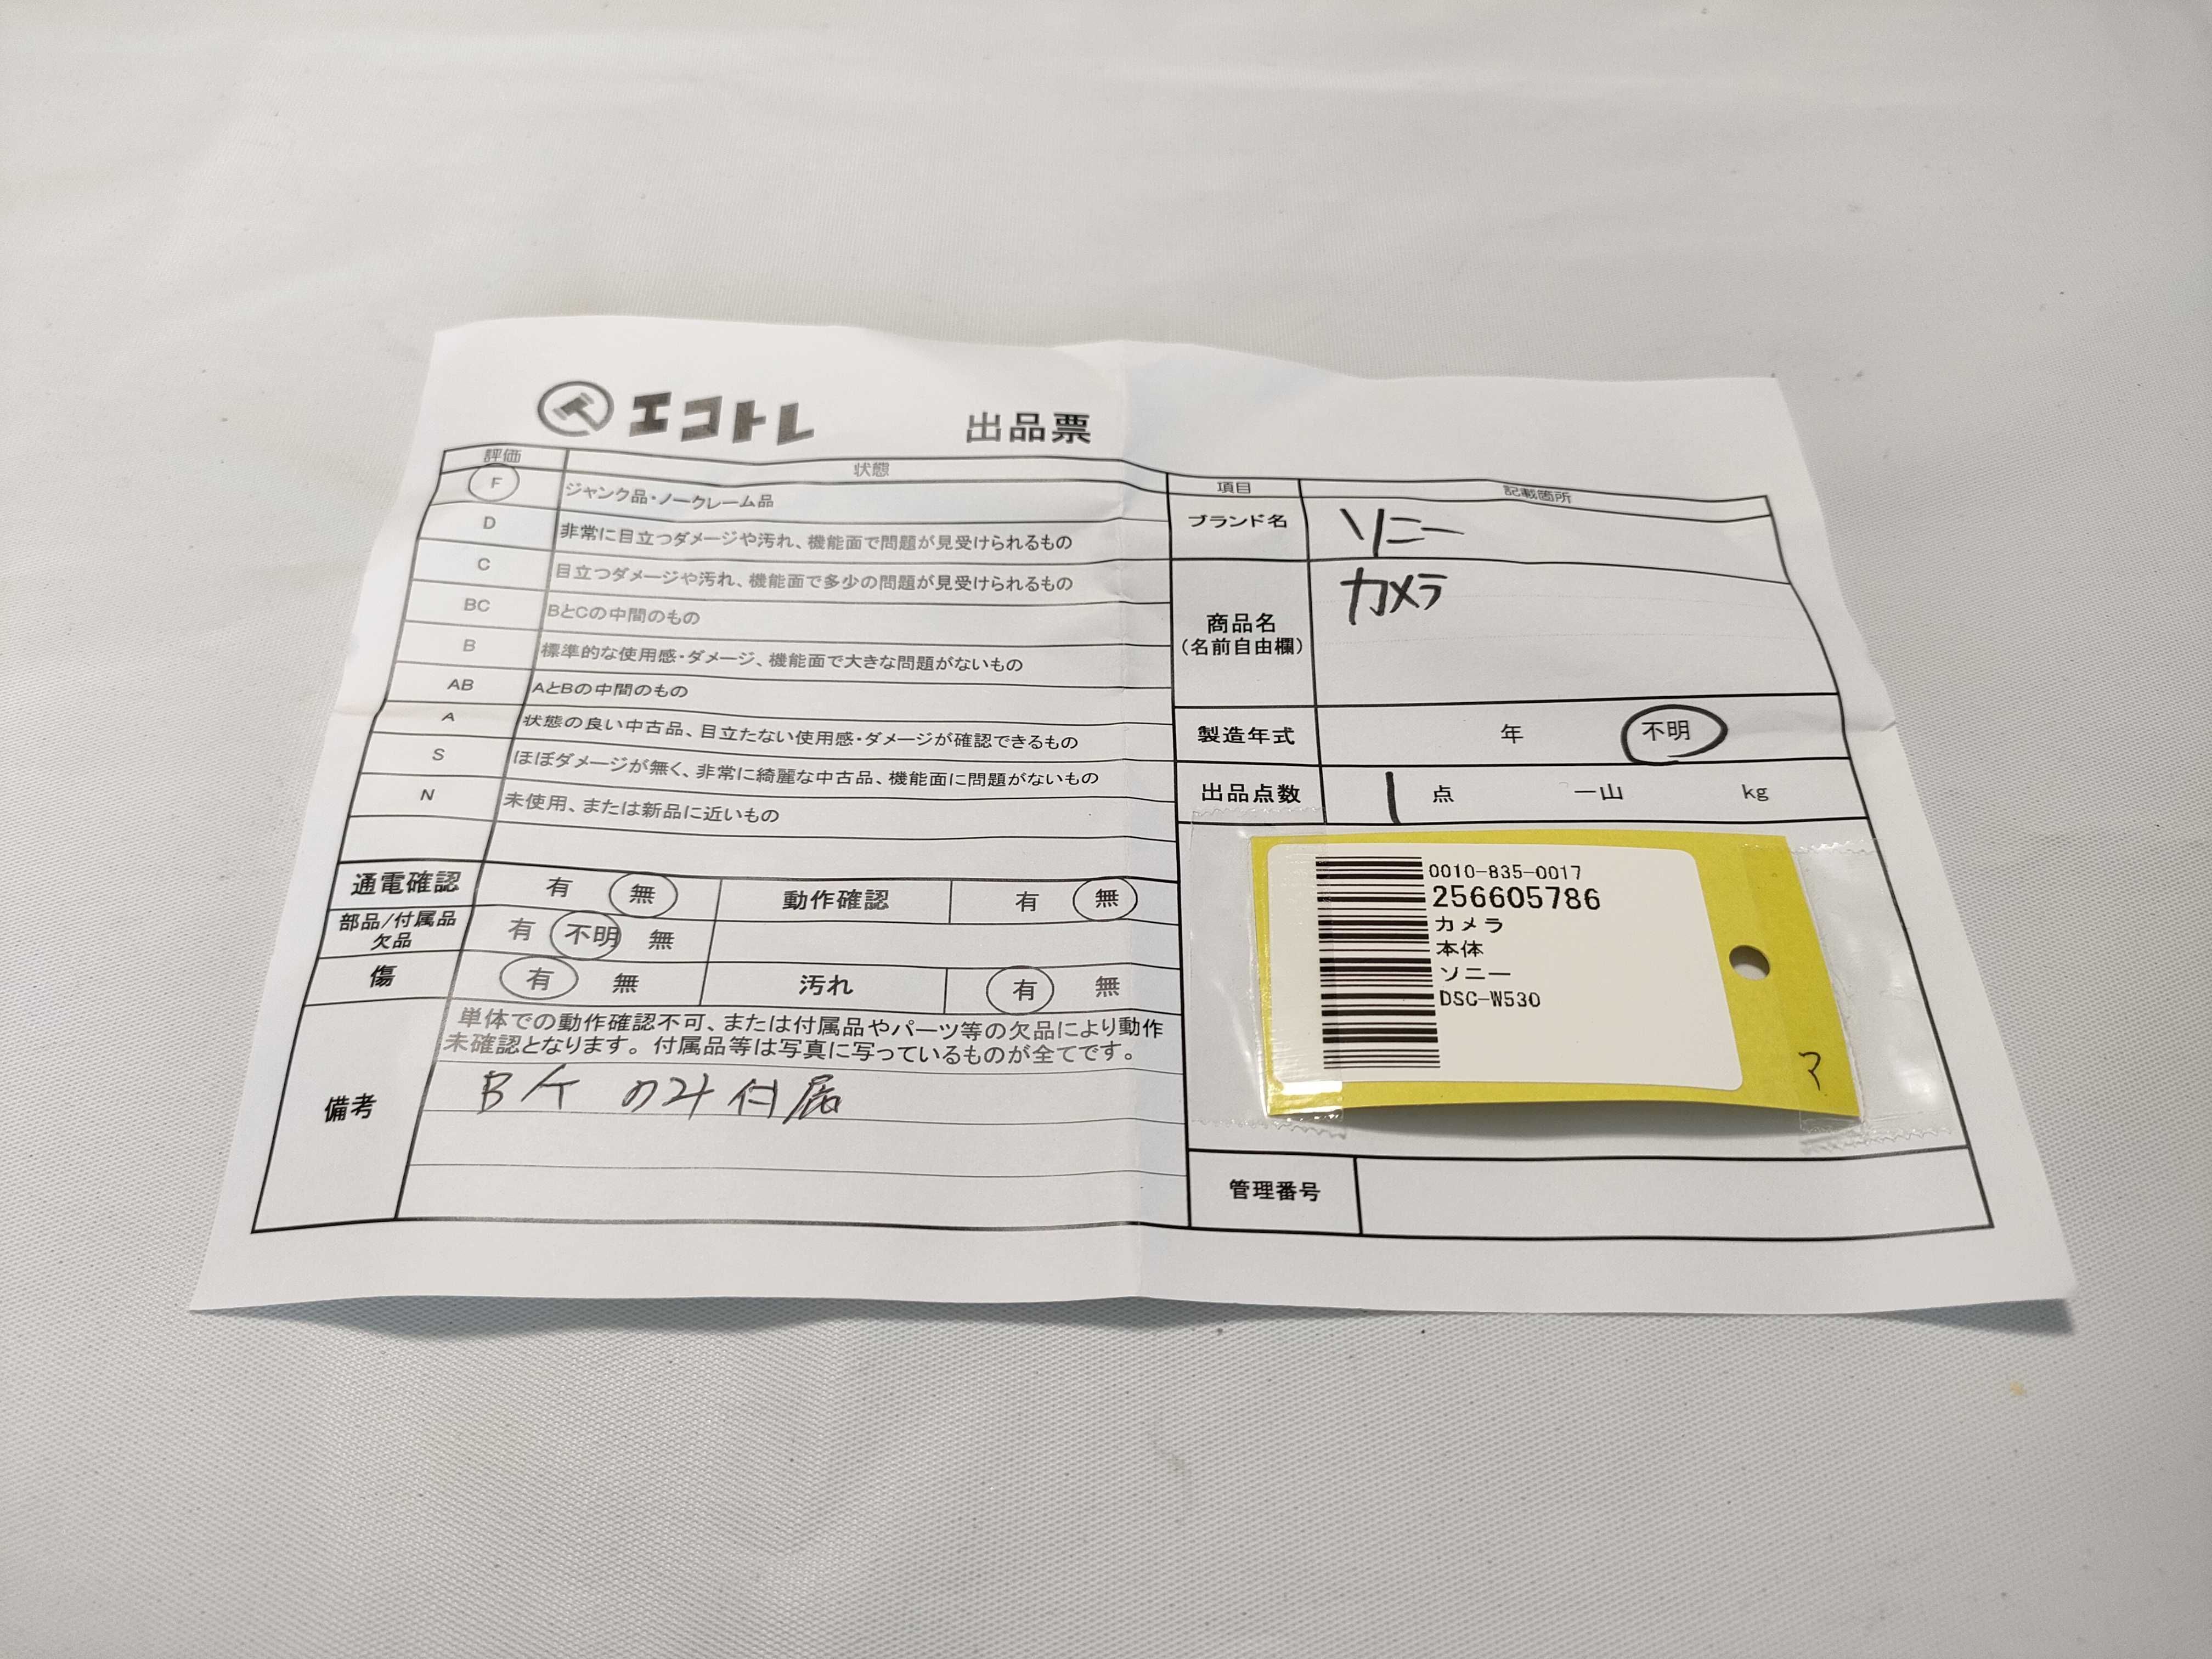 エコトレ 出品票
評価 状態
F ジャンク品・ノークレーム品
D 非常に目立つダメージや汚れ、機能面で問題が見受けられるもの
C 目立つダメージや汚れ、機能面で多少の問題が見受けられるもの
BC BとCの中間のもの
B 標準的な使用感・ダメージ、機能面で大きな問題がないもの
AB AとBの中間のもの
A 状態の良い中古品、目立たない使用感・ダメージが確認できるもの
S ほぼダメージが無く、非常に綺麗な中古品、機能面に問題がないもの
N 未使用、または新品に近いもの
通電確認 有 無 動作確認 有 無
部品/付属品
欠品 有 不明 無
傷 有 無 汚れ 有 無
備考
単体での動作確認不可、または付属品やパーツ等の欠品により動作
未確認となります。付属品等は写真に写っているものが全てです。
Bケ のみ付属
項目 記載箇所
ブランド名 ソニー
商品名
(名前自由欄)
カメラ
製造年式 年 不明
出品点数 1 点 一山 kg
0010-835-0017
256605786
カメラ
本体
ソニー
DSC-W530
管理番号